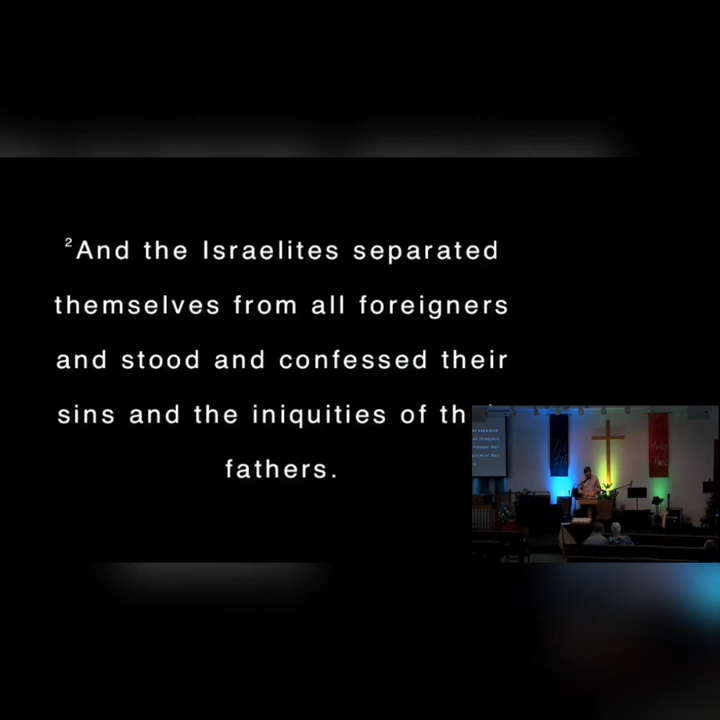 ²And the Israelites separated
themselves from all foreigners
and stood and confessed their
sins and the iniquities of
fathers.